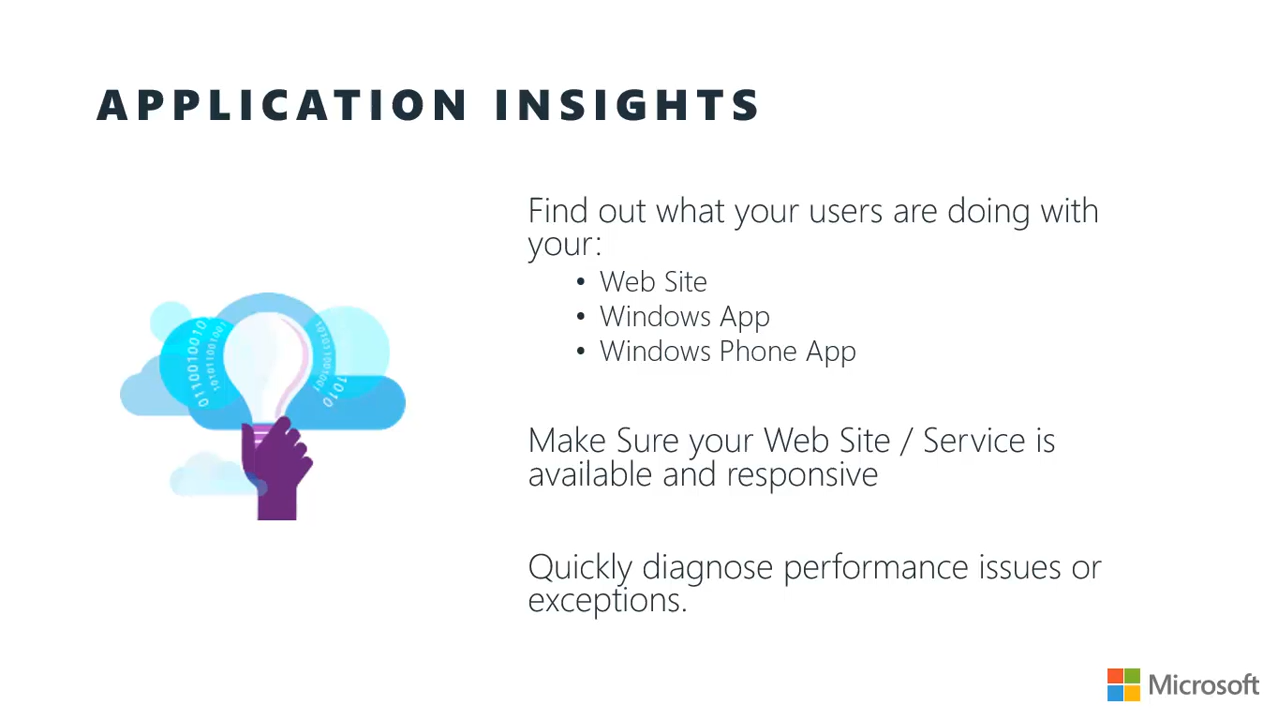 APPLICATION INSIGHTS
Find out what your users are doing with
your:
• Web Site
• Windows App
• Windows Phone App
Make Sure your Web Site / Service is
available and responsive
Quickly diagnose performance issues or
exceptions.
Microsoft